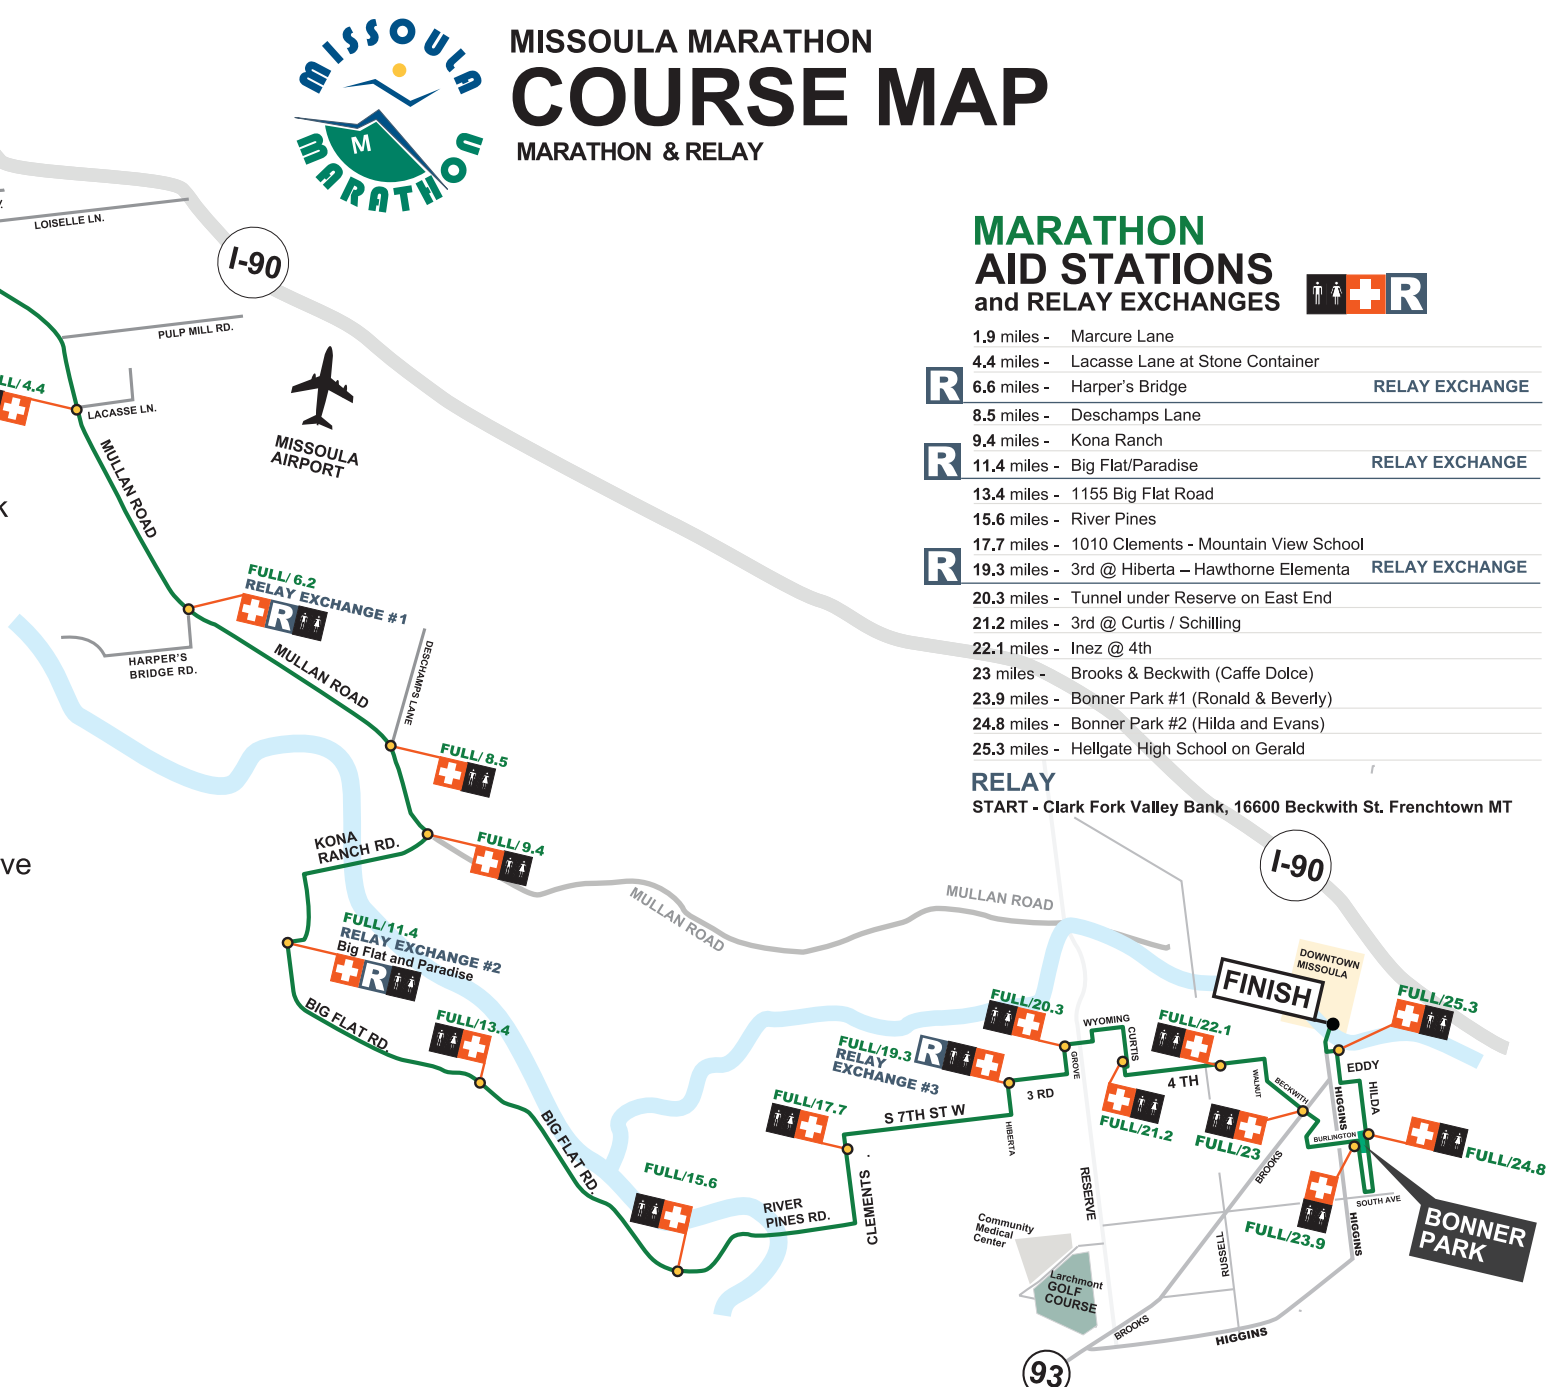 MISSOULA
MARATHON
M
MISSOULA MARATHON
COURSE MAP
MARATHON & RELAY
LOISELLE LN.
I-90
PULP MILL RD.
LL/4.4
LACASSE LN.
MISSOULA
AIRPORT
MULLAN ROAD
k
FULL/6.2
RELAY EXCHANGE #1
R
HARPER'S
BRIDGE RD.
MULLAN ROAD
DESCHAMPS LANE
FULL/8.5
ve
KONA
RANCH RD.
FULL/9.4
MULLAN ROAD
MULLAN ROAD
FULL/11.4
RELAY EXCHANGE #2
Big Flat and Paradise
R
BIG FLAT RD.
FULL/13.4
BIG FLAT RD.
FULL/15.6
RIVER
PINES RD.
FULL/17.7
CLEMENTS
S 7TH ST W
FULL/19.3
RELAY
EXCHANGE #3
R
HIBERTA
3 RD
FULL/20.3
GROVE
WYOMING
CURTIS
FULL/21.2
4 TH
FULL/22.1
WALNUT
BECKWITH
FULL/23
BROOKS
BURLINGTON
HIGGINS
EDDY
HILDA
FULL/23.9
FULL/24.8
FULL/25.3
SOUTH AVE
HIGGINS
BONNER
PARK
FINISH
DOWNTOWN
MISSOULA
I-90
RESERVE
RUSSELL
Community
Medical
Center
Larchmont
GOLF
COURSE
BROOKS
HIGGINS
93
MARATHON
AID STATIONS
and RELAY EXCHANGES
R
1.9 miles - Marcure Lane
4.4 miles - Lacasse Lane at Stone Container
R 6.6 miles - Harper's Bridge RELAY EXCHANGE
8.5 miles - Deschamps Lane
9.4 miles - Kona Ranch
R 11.4 miles - Big Flat/Paradise RELAY EXCHANGE
13.4 miles - 1155 Big Flat Road
15.6 miles - River Pines
17.7 miles - 1010 Clements - Mountain View School
R 19.3 miles - 3rd @ Hiberta – Hawthorne Elementa RELAY EXCHANGE
20.3 miles - Tunnel under Reserve on East End
21.2 miles - 3rd @ Curtis / Schilling
22.1 miles - Inez @ 4th
23 miles - Brooks & Beckwith (Caffe Dolce)
23.9 miles - Bonner Park #1 (Ronald & Beverly)
24.8 miles - Bonner Park #2 (Hilda and Evans)
25.3 miles - Hellgate High School on Gerald
RELAY
START - Clark Fork Valley Bank, 16600 Beckwith St. Frenchtown MT